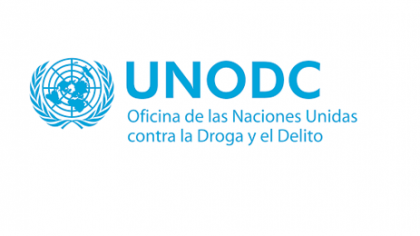 UNODC
Oficina de las Naciones Unidas
contra la Droga y el Delito